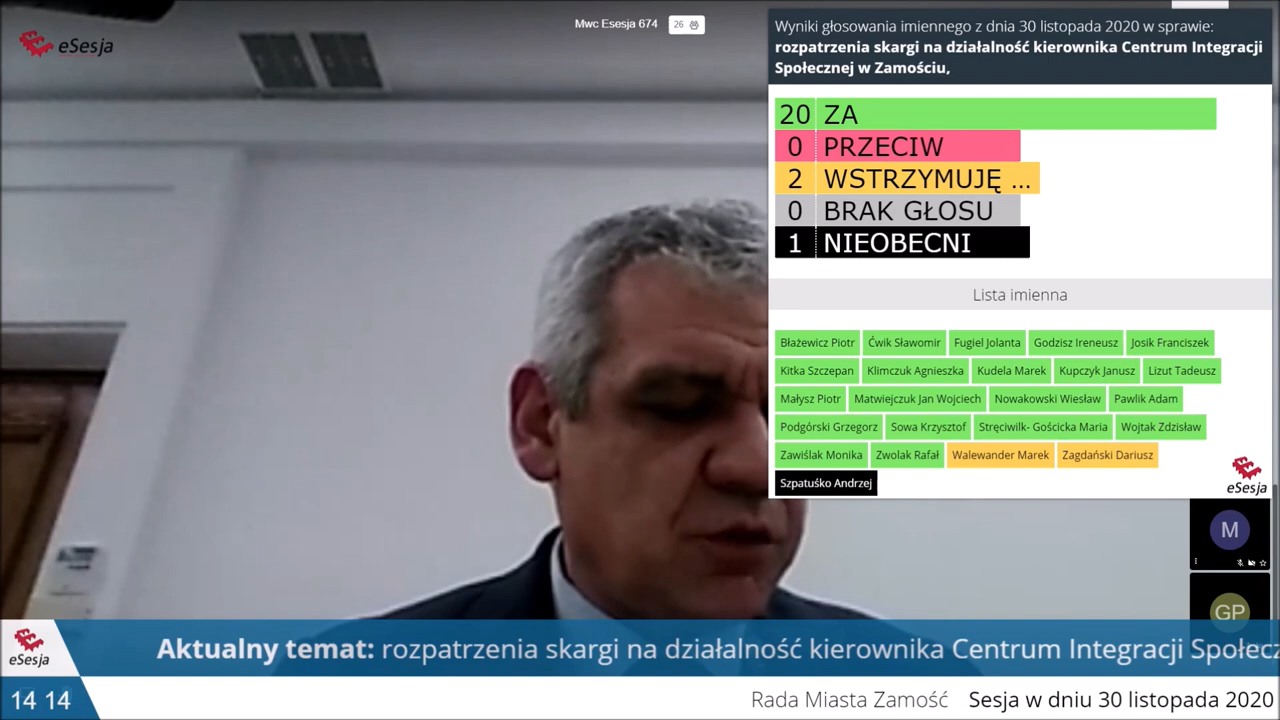 eSesja
Mwc Esesja 674
26
Wyniki głosowania imiennego z dnia 30 listopada 2020 w sprawie:
rozpatrzenia skargi na działalność kierownika Centrum Integracji
Społecznej w Zamościu,
20 ZA
0 PRZECIW
2 WSTRZYMUJĘ ...
0 BRAK GŁOSU
1 NIEOBECNI
Lista imienna
Błażewicz Piotr Ćwik Sławomir Fugiel Jolanta Godzisz Ireneusz Josik Franciszek
Kitka Szczepan Klimczuk Agnieszka Kudela Marek Kupczyk Janusz Lizut Tadeusz
Małysz Piotr Matwiejczuk Jan Wojciech Nowakowski Wiesław Pawlik Adam
Podgórski Grzegorz Sowa Krzysztof Stręciwilk- Gościcka Maria Wojtak Zdzisław
Zawiślak Monika Zwolak Rafał Walewander Marek Zagdański Dariusz
Szpatuśko Andrzej
eSesja
M
GP
eSesja
Aktualny temat: rozpatrzenia skargi na działalność kierownika Centrum Integracji Społecz
14 14
Rada Miasta Zamość Sesja w dniu 30 listopada 2020